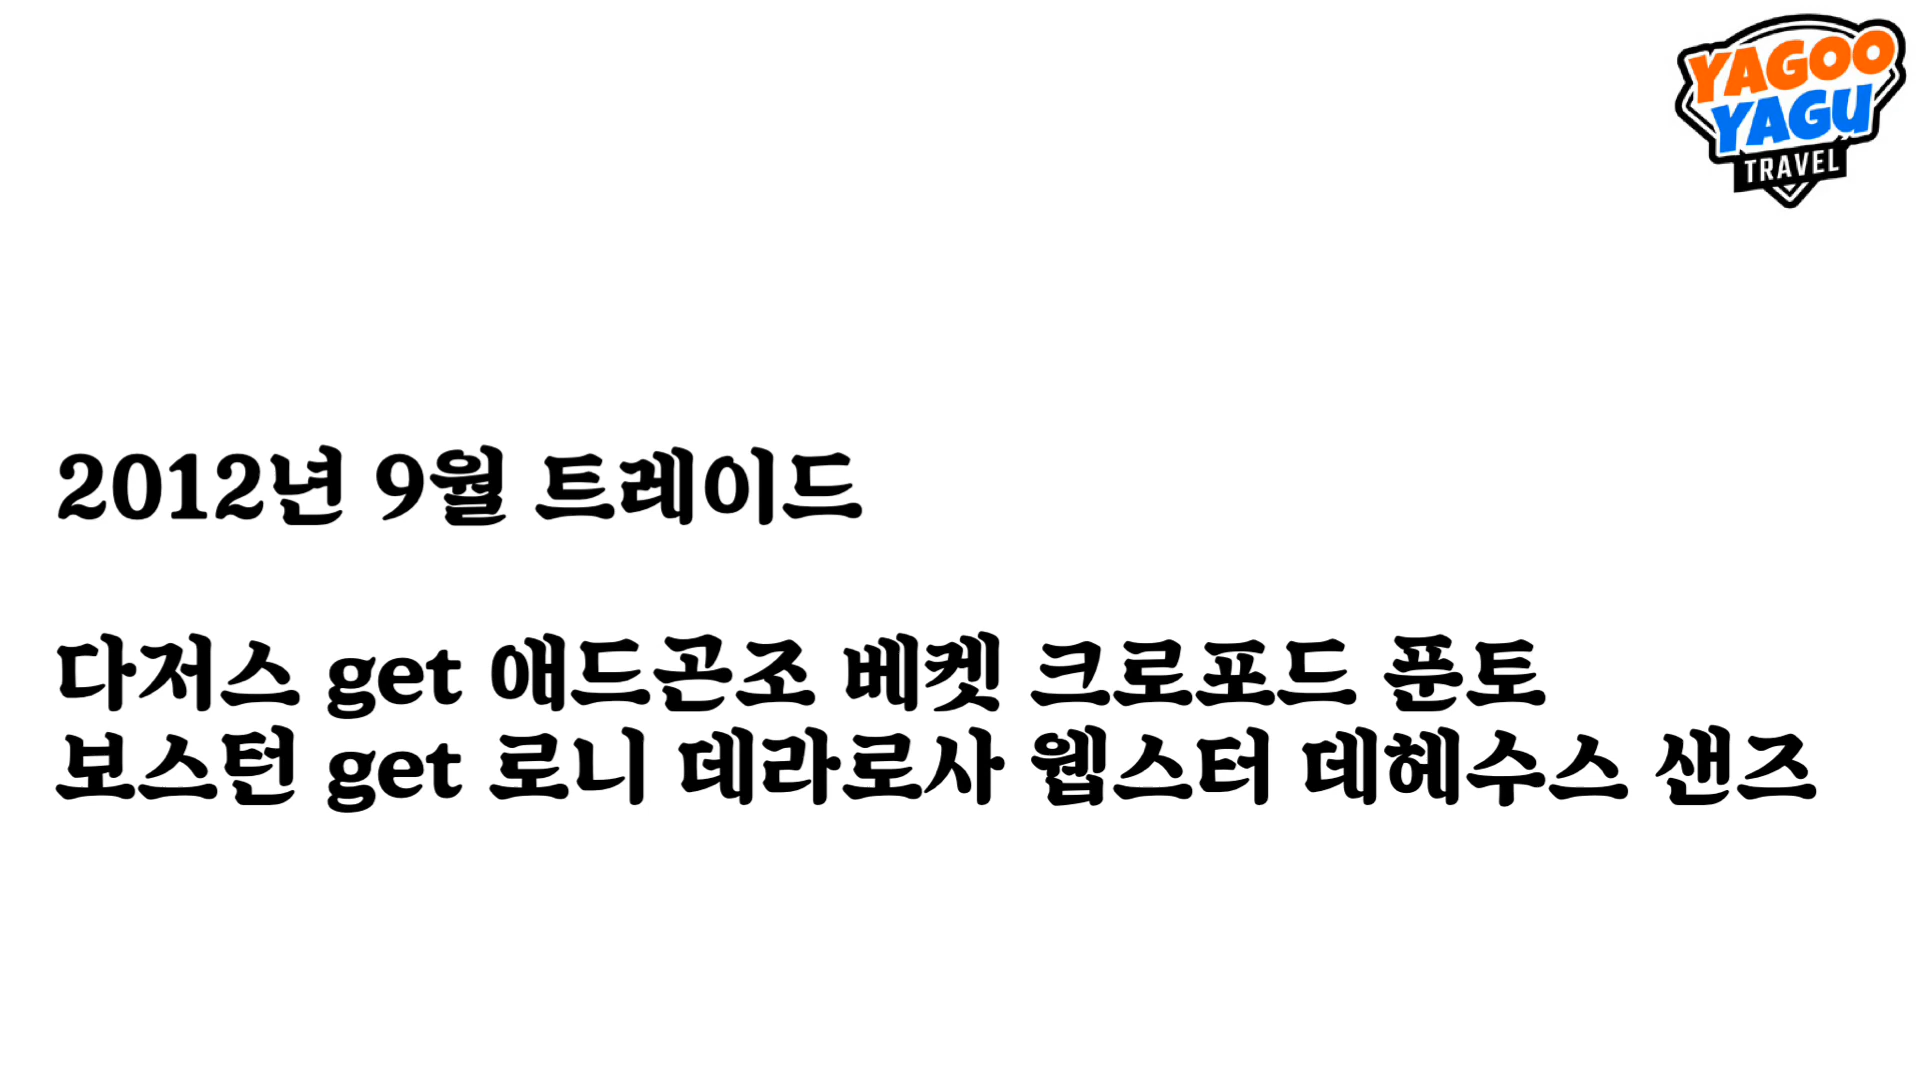 YAGOO
YAGU
TRAVEL
2012년 9월 트레이드
다저스 get 애드곤조 베켓 크로포드 푼토
보스턴 get 로니 데라로사 웹스터 데헤수스 샌즈